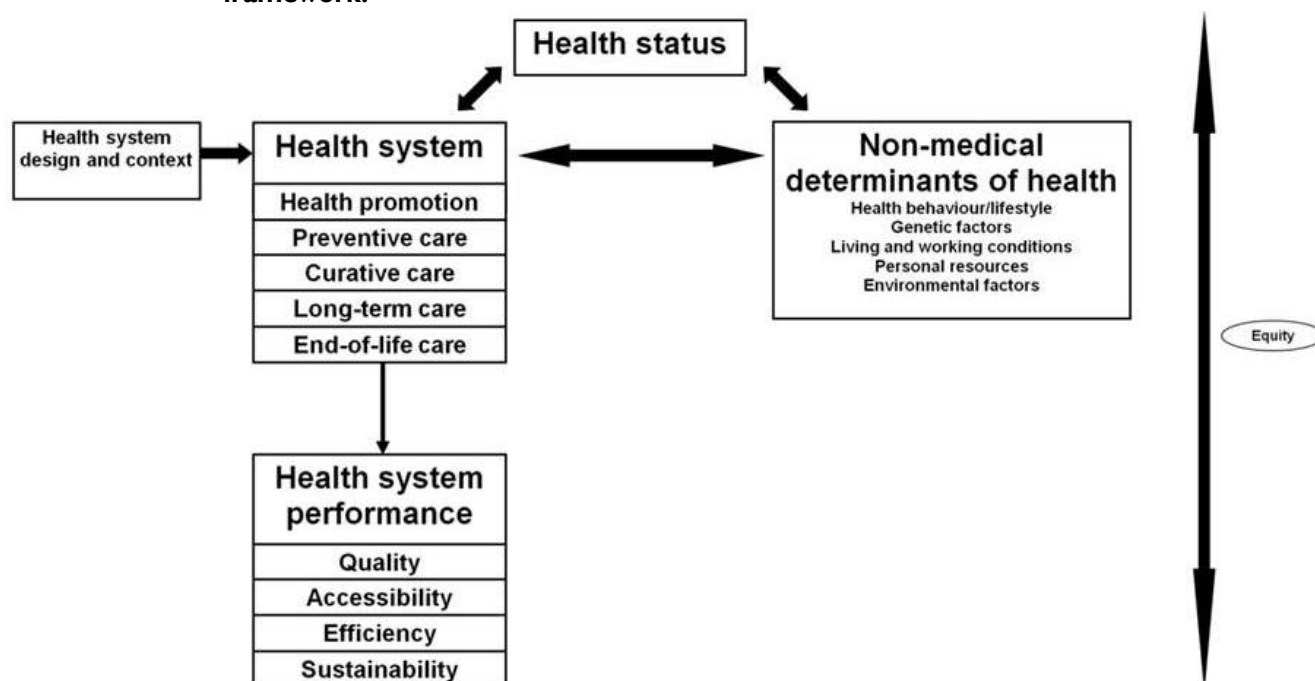 framework.
Health status
Health system
design and context
Health system
Health promotion
Preventive care
Curative care
Long-term care
End-of-life care
Non-medical
determinants of health
Health behaviour/lifestyle
Genetic factors
Living and working conditions
Personal resources
Environmental factors
Equity
Health system
performance
Quality
Accessibility
Efficiency
Sustainability